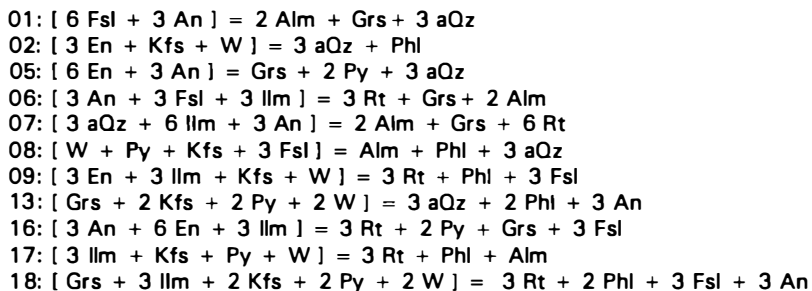 01: [ 6 Fsl + 3 An ] = 2 Alm + Grs + 3 aQz
02: [ 3 En + Kfs + W ] = 3 aQz + Phl
05: [ 6 En + 3 An ] = Grs + 2 Py + 3 aQz
06: [ 3 An + 3 Fsl + 3 Ilm ] = 3 Rt + Grs + 2 Alm
07: [ 3 aQz + 6 Ilm + 3 An ] = 2 Alm + Grs + 6 Rt
08: [ W + Py + Kfs + 3 Fsl ] = Alm + Phl + 3 aQz
09: [ 3 En + 3 Ilm + Kfs + W ] = 3 Rt + Phl + 3 Fsl
13: [ Grs + 2 Kfs + 2 Py + 2 W ] = 3 aQz + 2 Phl + 3 An
16: [ 3 An + 6 En + 3 Ilm ] = 3 Rt + 2 Py + Grs + 3 Fsl
17: [ 3 Ilm + Kfs + Py + W ] = 3 Rt + Phl + Alm
18: [ Grs + 3 Ilm + 2 Kfs + 2 Py + 2 W ] = 3 Rt + 2 Phl + 3 Fsl + 3 An